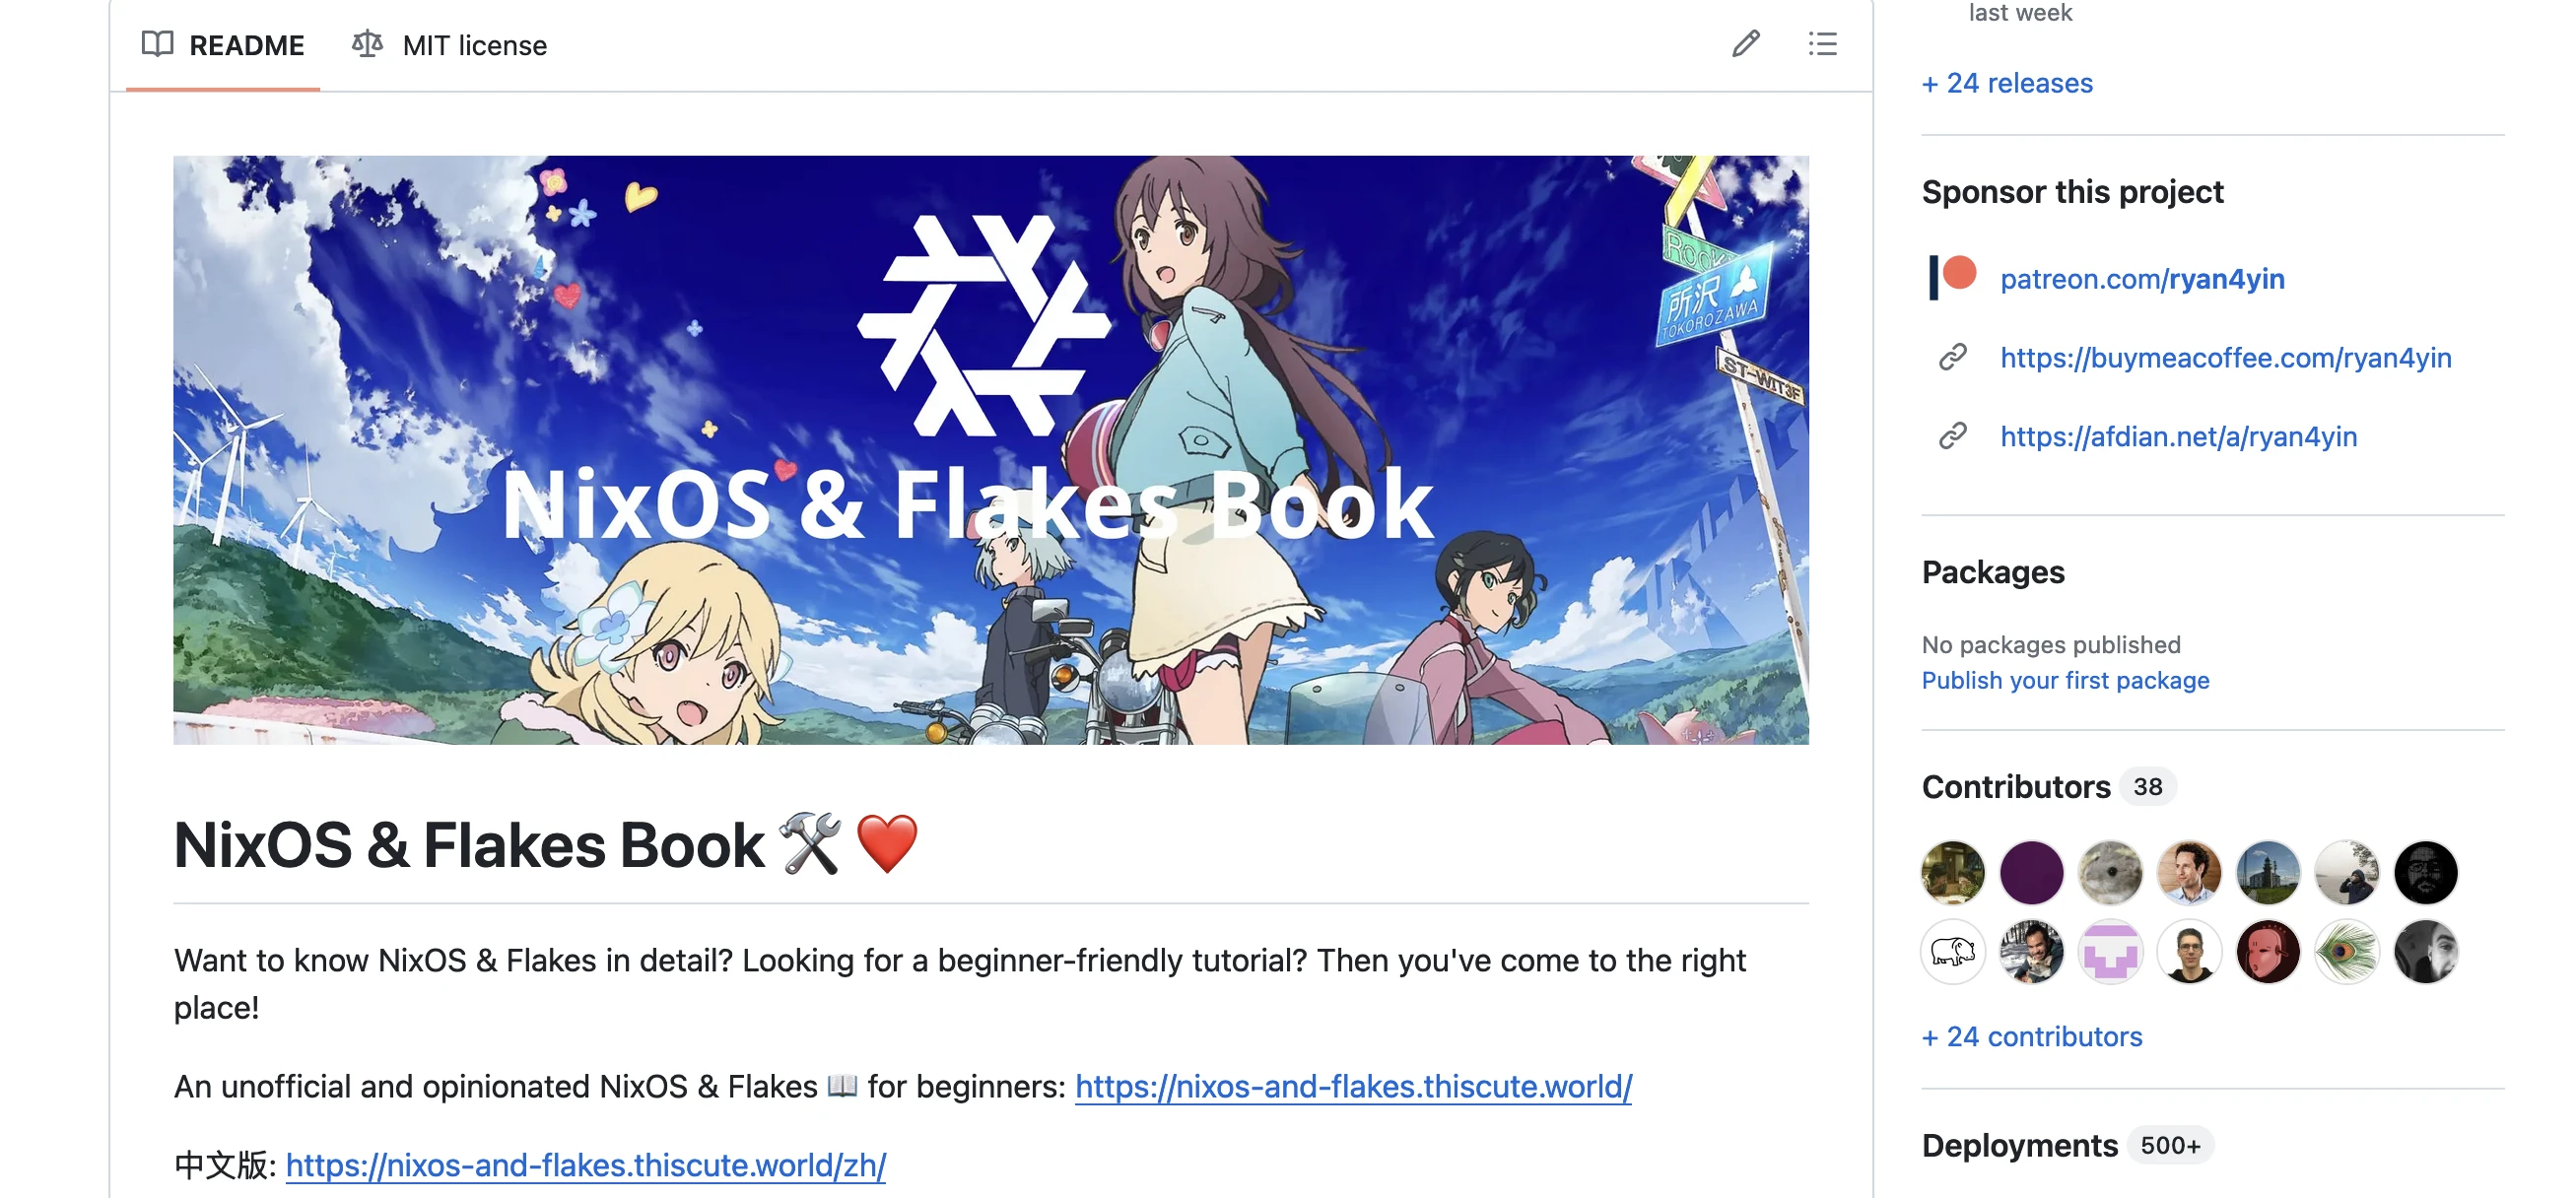 README
MIT license
Rock
所沢
TOKOROZAWA
ST-WIT3F
NixOS & Flakes Book
NixOS & Flakes Book 🛠️ ❤️
Want to know NixOS & Flakes in detail? Looking for a beginner-friendly tutorial? Then you've come to the right
place!
An unofficial and opinionated NixOS & Flakes 📖 for beginners: https://nixos-and-flakes.thiscute.world/
中文版: https://nixos-and-flakes.thiscute.world/zh/
last week
+ 24 releases
Sponsor this project
patreon.com/ryan4yin
https://buymeacoffee.com/ryan4yin
https://afdian.net/a/ryan4yin
Packages
No packages published
Publish your first package
Contributors 38
+ 24 contributors
Deployments 500+